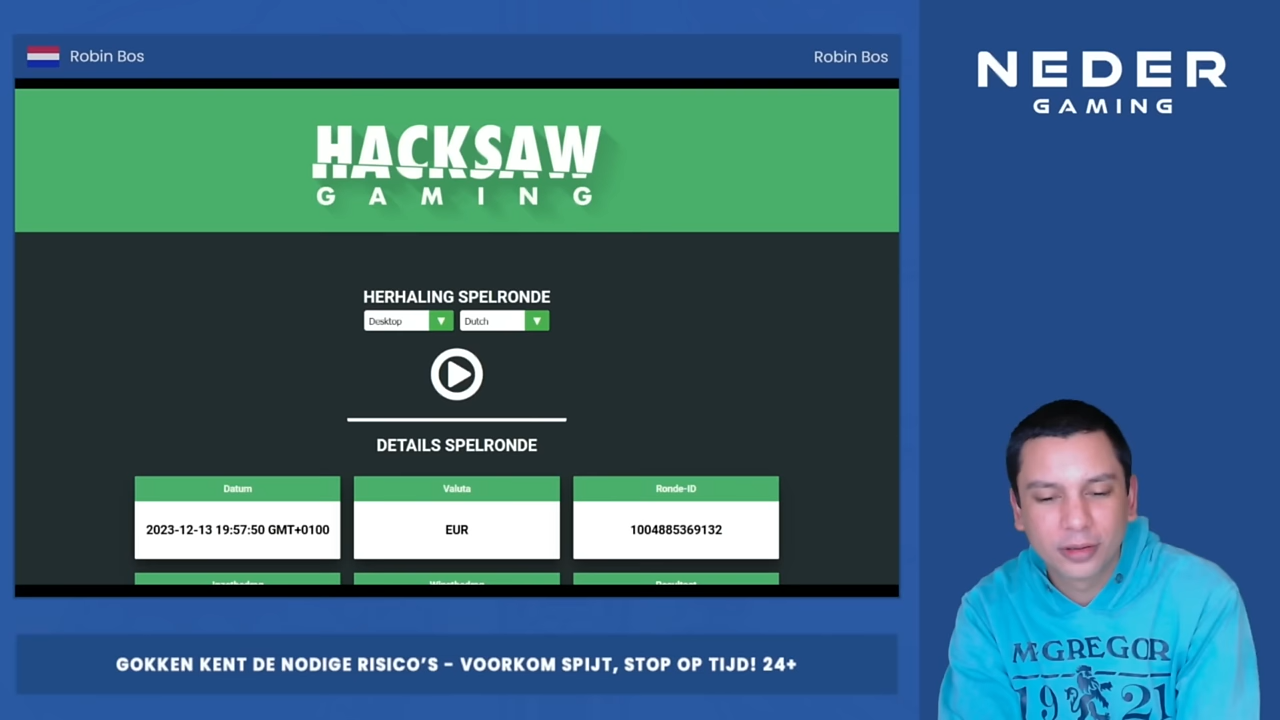 Robin Bos
Robin Bos
NEDER
GAMING
HACKSAW
GAMING
HERHALING SPELRONDE
Desktop
Dutch
DETAILS SPELRONDE
Datum
Valuta
Ronde-ID
2023-12-13 19:57:50 GMT+0100
EUR
1004885369132
MCGREGOR
19 21
GOKKEN KENT DE NODIGE RISICO'S - VOORKOM SPIJT, STOP OP TIJD! 24+